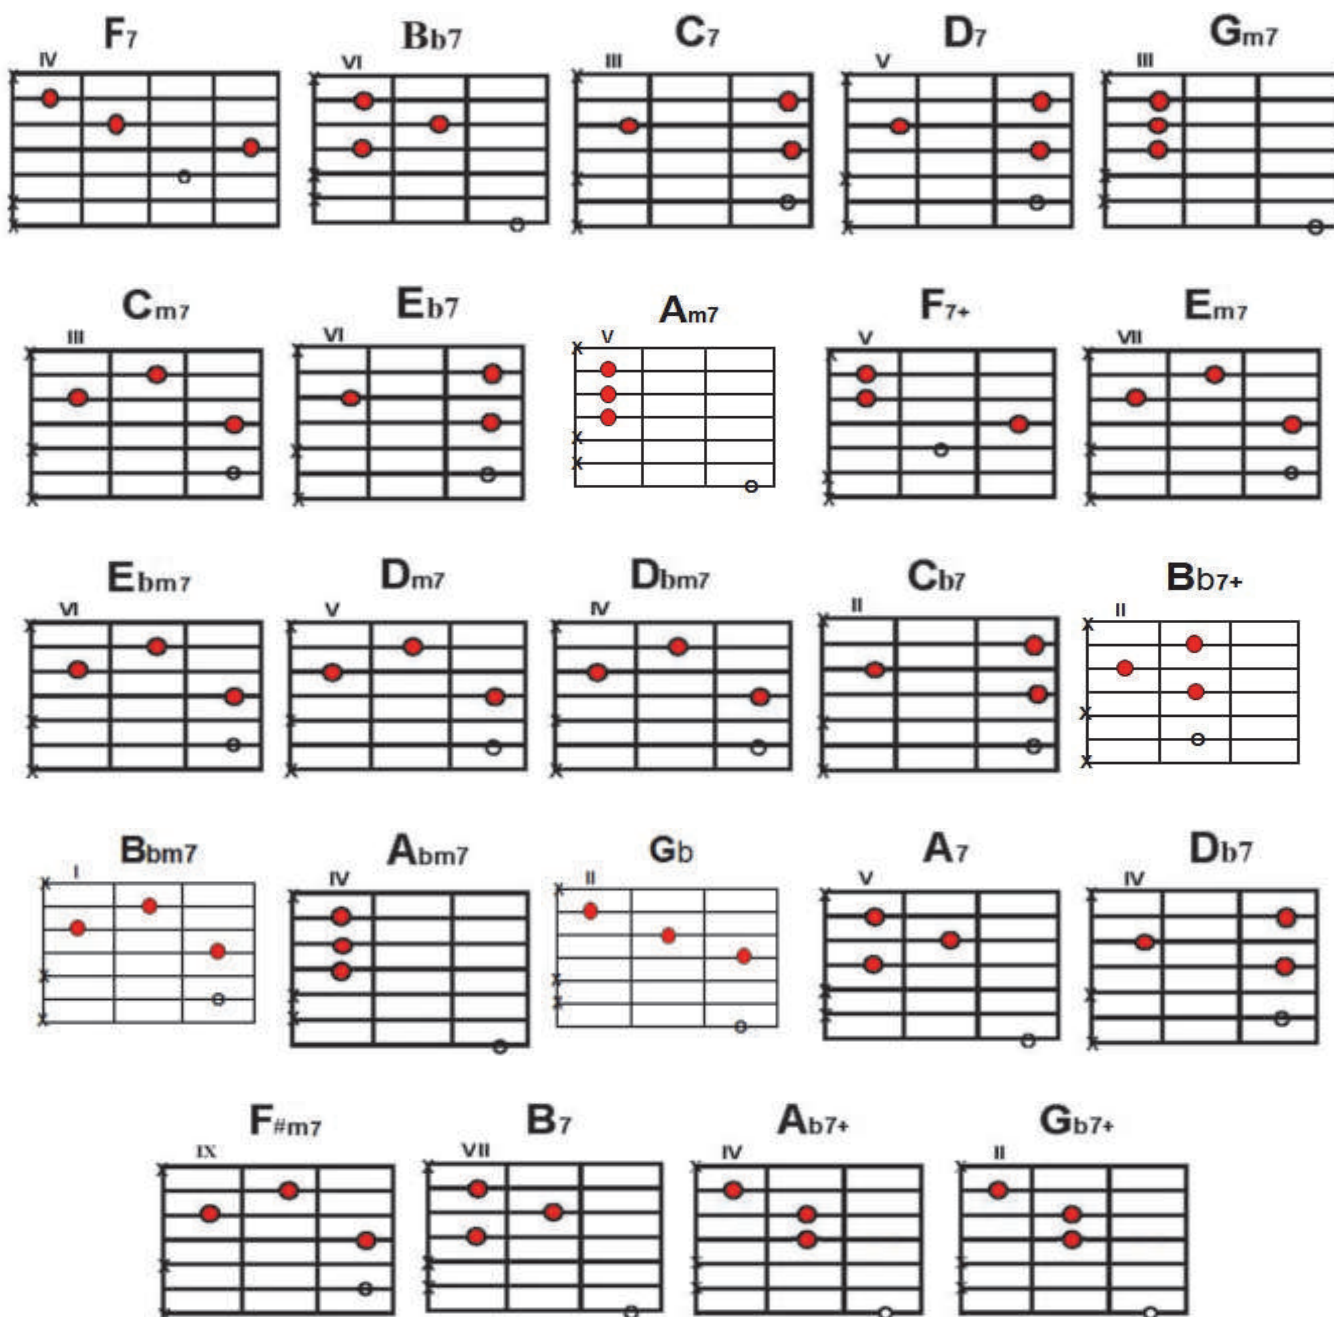 F7 Bb7 C7 D7 Gm7
IV VI III V III
Cm7 Eb7 Am7 F7+ Em7
III VI V V VII
Ebm7 Dm7 Dbm7 Cb7 Bb7+
VI V IV II II
Bbm7 Abm7 Gb A7 Db7
I IV II V IV
F#m7 B7 Ab7+ Gb7+
IX VII IV II